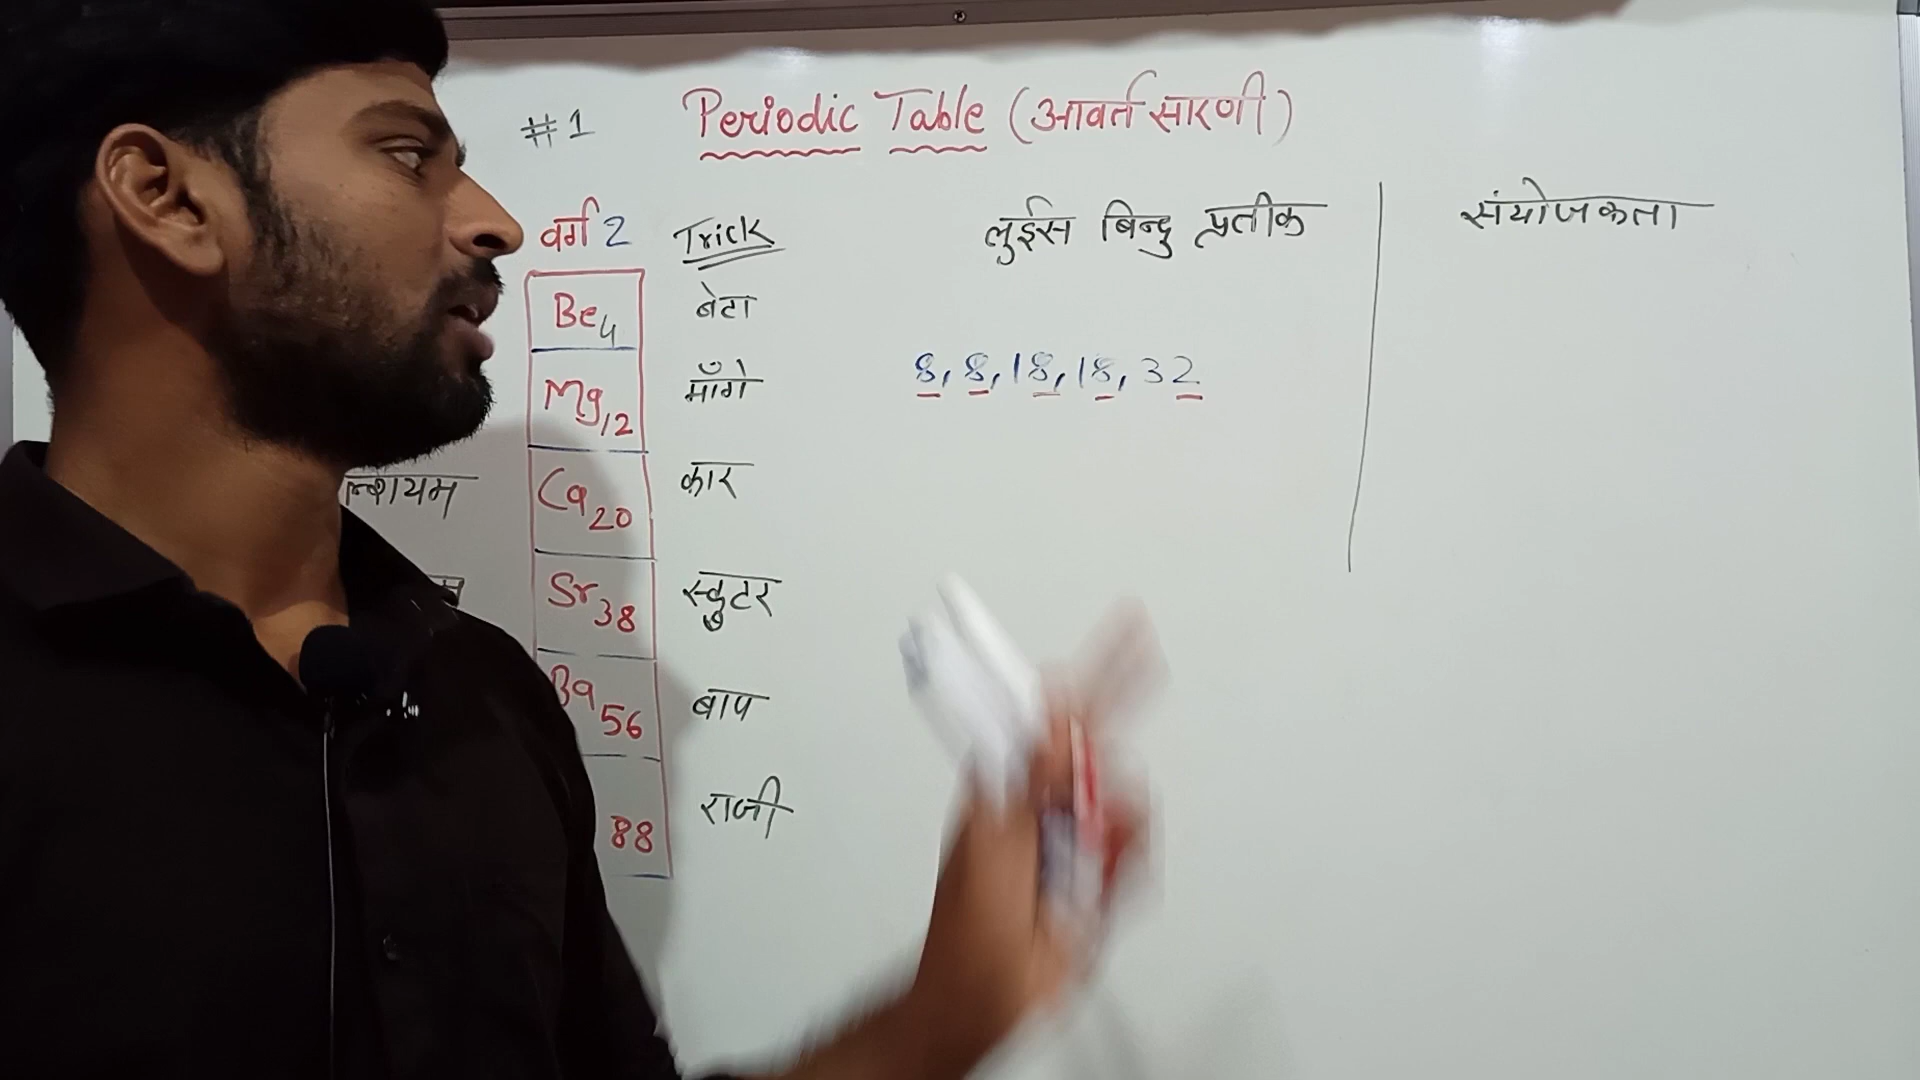 #1 Periodic Table (आवर्त सारणी)
वर्ग 2 Trick लुईस बिन्दु प्रतीक संयोजकता
Be4 बेटा
Mg12 माँगे 8, 8, 18, 18, 32
Ca20 कार
Sr38 स्कुटर
Ba56 बाप
88 राजी